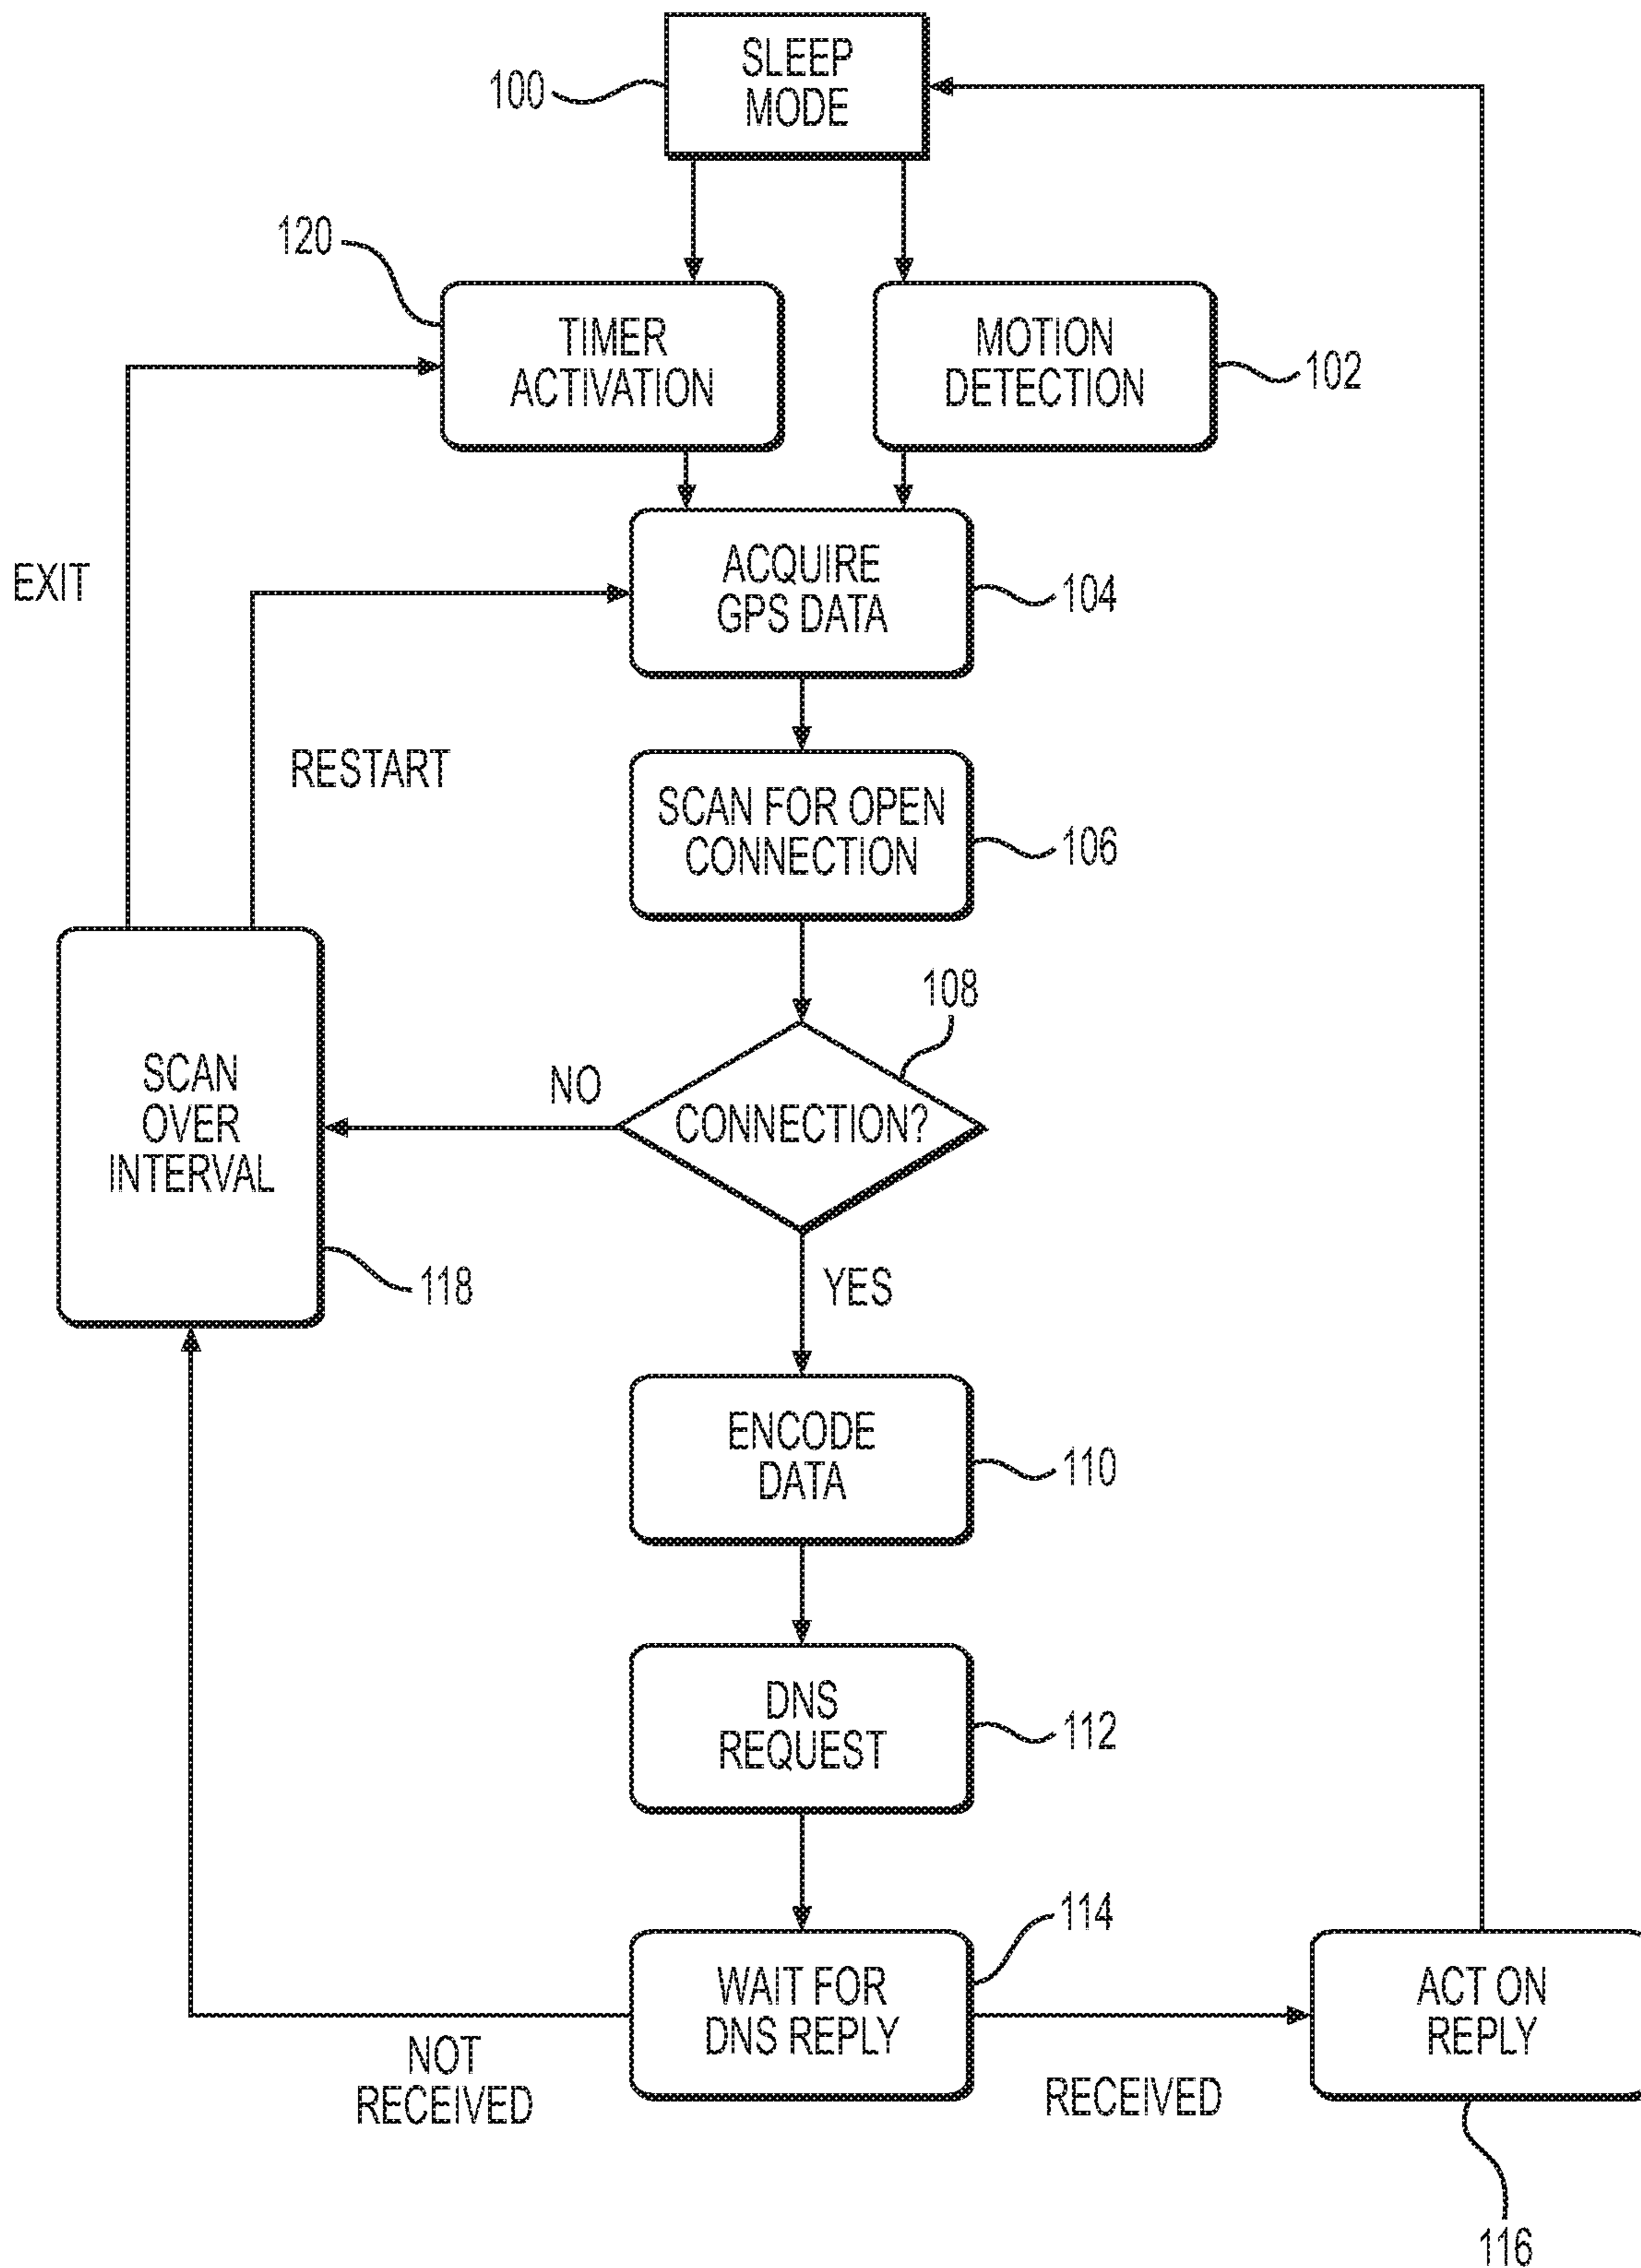 SLEEP
MODE
100
120
TIMER
ACTIVATION
MOTION
DETECTION
102
EXIT
ACQUIRE
GPS DATA
104
RESTART
SCAN FOR OPEN
CONNECTION
106
108
SCAN
OVER
INTERVAL
NO
CONNECTION?
118
YES
ENCODE
DATA
110
DNS
REQUEST
112
114
WAIT FOR
DNS REPLY
ACT ON
REPLY
NOT
RECEIVED
RECEIVED
116